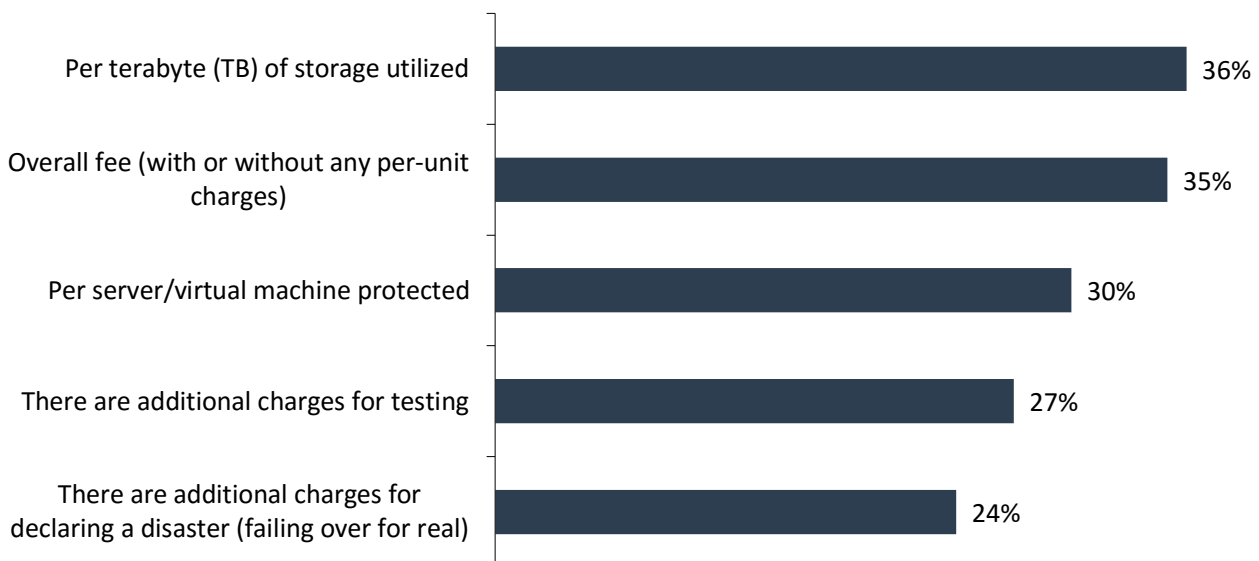 Per terabyte (TB) of storage utilized
36%
Overall fee (with or without any per-unit
charges)
35%
Per server/virtual machine protected
30%
There are additional charges for testing
27%
There are additional charges for
declaring a disaster (failing over for real)
24%